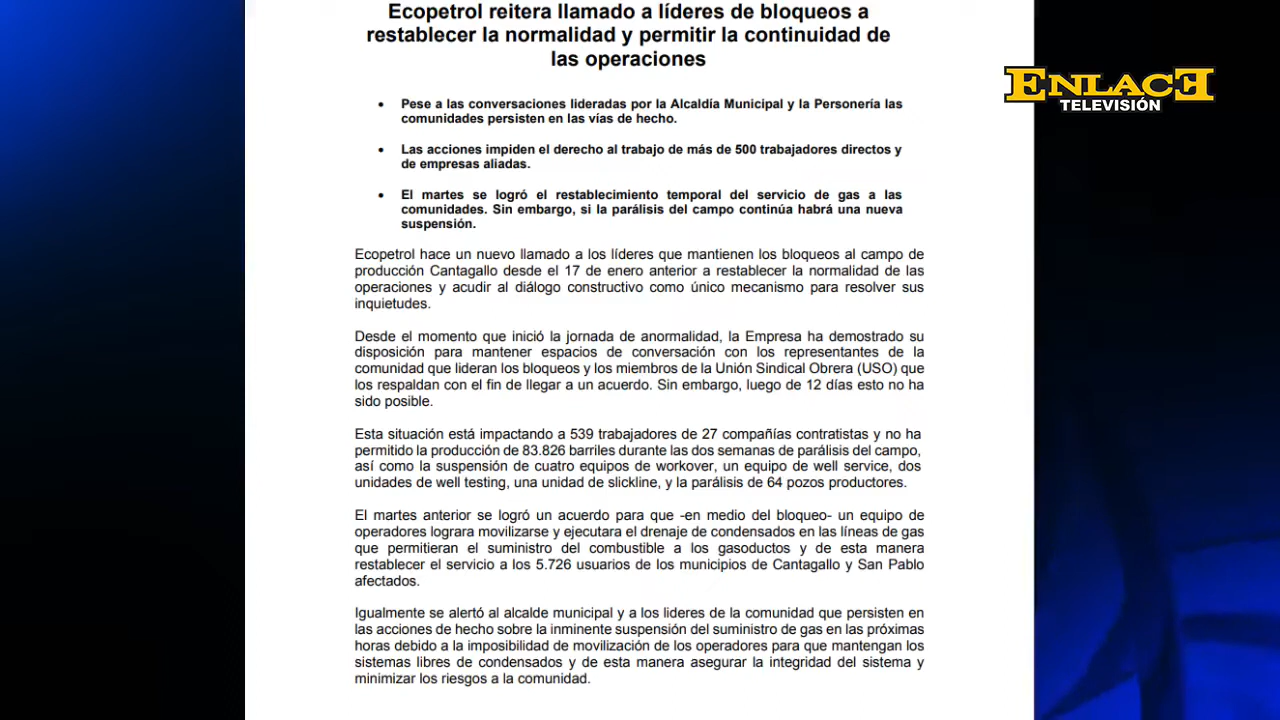 Ecopetrol reitera llamado a líderes de bloqueos a
restablecer la normalidad y permitir la continuidad de
las operaciones
ENLACE
TELEVISIÓN
• Pese a las conversaciones lideradas por la Alcaldía Municipal y la Personería las
comunidades persisten en las vías de hecho.
• Las acciones impiden el derecho al trabajo de más de 500 trabajadores directos y
de empresas aliadas.
• El martes se logró el restablecimiento temporal del servicio de gas a las
comunidades. Sin embargo, si la parálisis del campo continúa habrá una nueva
suspensión.
Ecopetrol hace un nuevo llamado a los líderes que mantienen los bloqueos al campo de
producción Cantagallo desde el 17 de enero anterior a restablecer la normalidad de las
operaciones y acudir al diálogo constructivo como único mecanismo para resolver sus
inquietudes.
Desde el momento que inició la jornada de anormalidad, la Empresa ha demostrado su
disposición para mantener espacios de conversación con los representantes de la
comunidad que lideran los bloqueos y los miembros de la Unión Sindical Obrera (USO) que
los respaldan con el fin de llegar a un acuerdo. Sin embargo, luego de 12 días esto no ha
sido posible.
Esta situación está impactando a 539 trabajadores de 27 compañías contratistas y no ha
permitido la producción de 83.826 barriles durante las dos semanas de parálisis del campo,
así como la suspensión de cuatro equipos de workover, un equipo de well service, dos
unidades de well testing, una unidad de slickline, y la parálisis de 64 pozos productores.
El martes anterior se logró un acuerdo para que -en medio del bloqueo- un equipo de
operadores lograra movilizarse y ejecutara el drenaje de condensados en las líneas de gas
que permitieran el suministro del combustible a los gasoductos y de esta manera
restablecer el servicio a los 5.726 usuarios de los municipios de Cantagallo y San Pablo
afectados.
Igualmente se alertó al alcalde municipal y a los lideres de la comunidad que persisten en
las acciones de hecho sobre la inminente suspensión del suministro de gas en las próximas
horas debido a la imposibilidad de movilización de los operadores para que mantengan los
sistemas libres de condensados y de esta manera asegurar la integridad del sistema y
minimizar los riesgos a la comunidad.